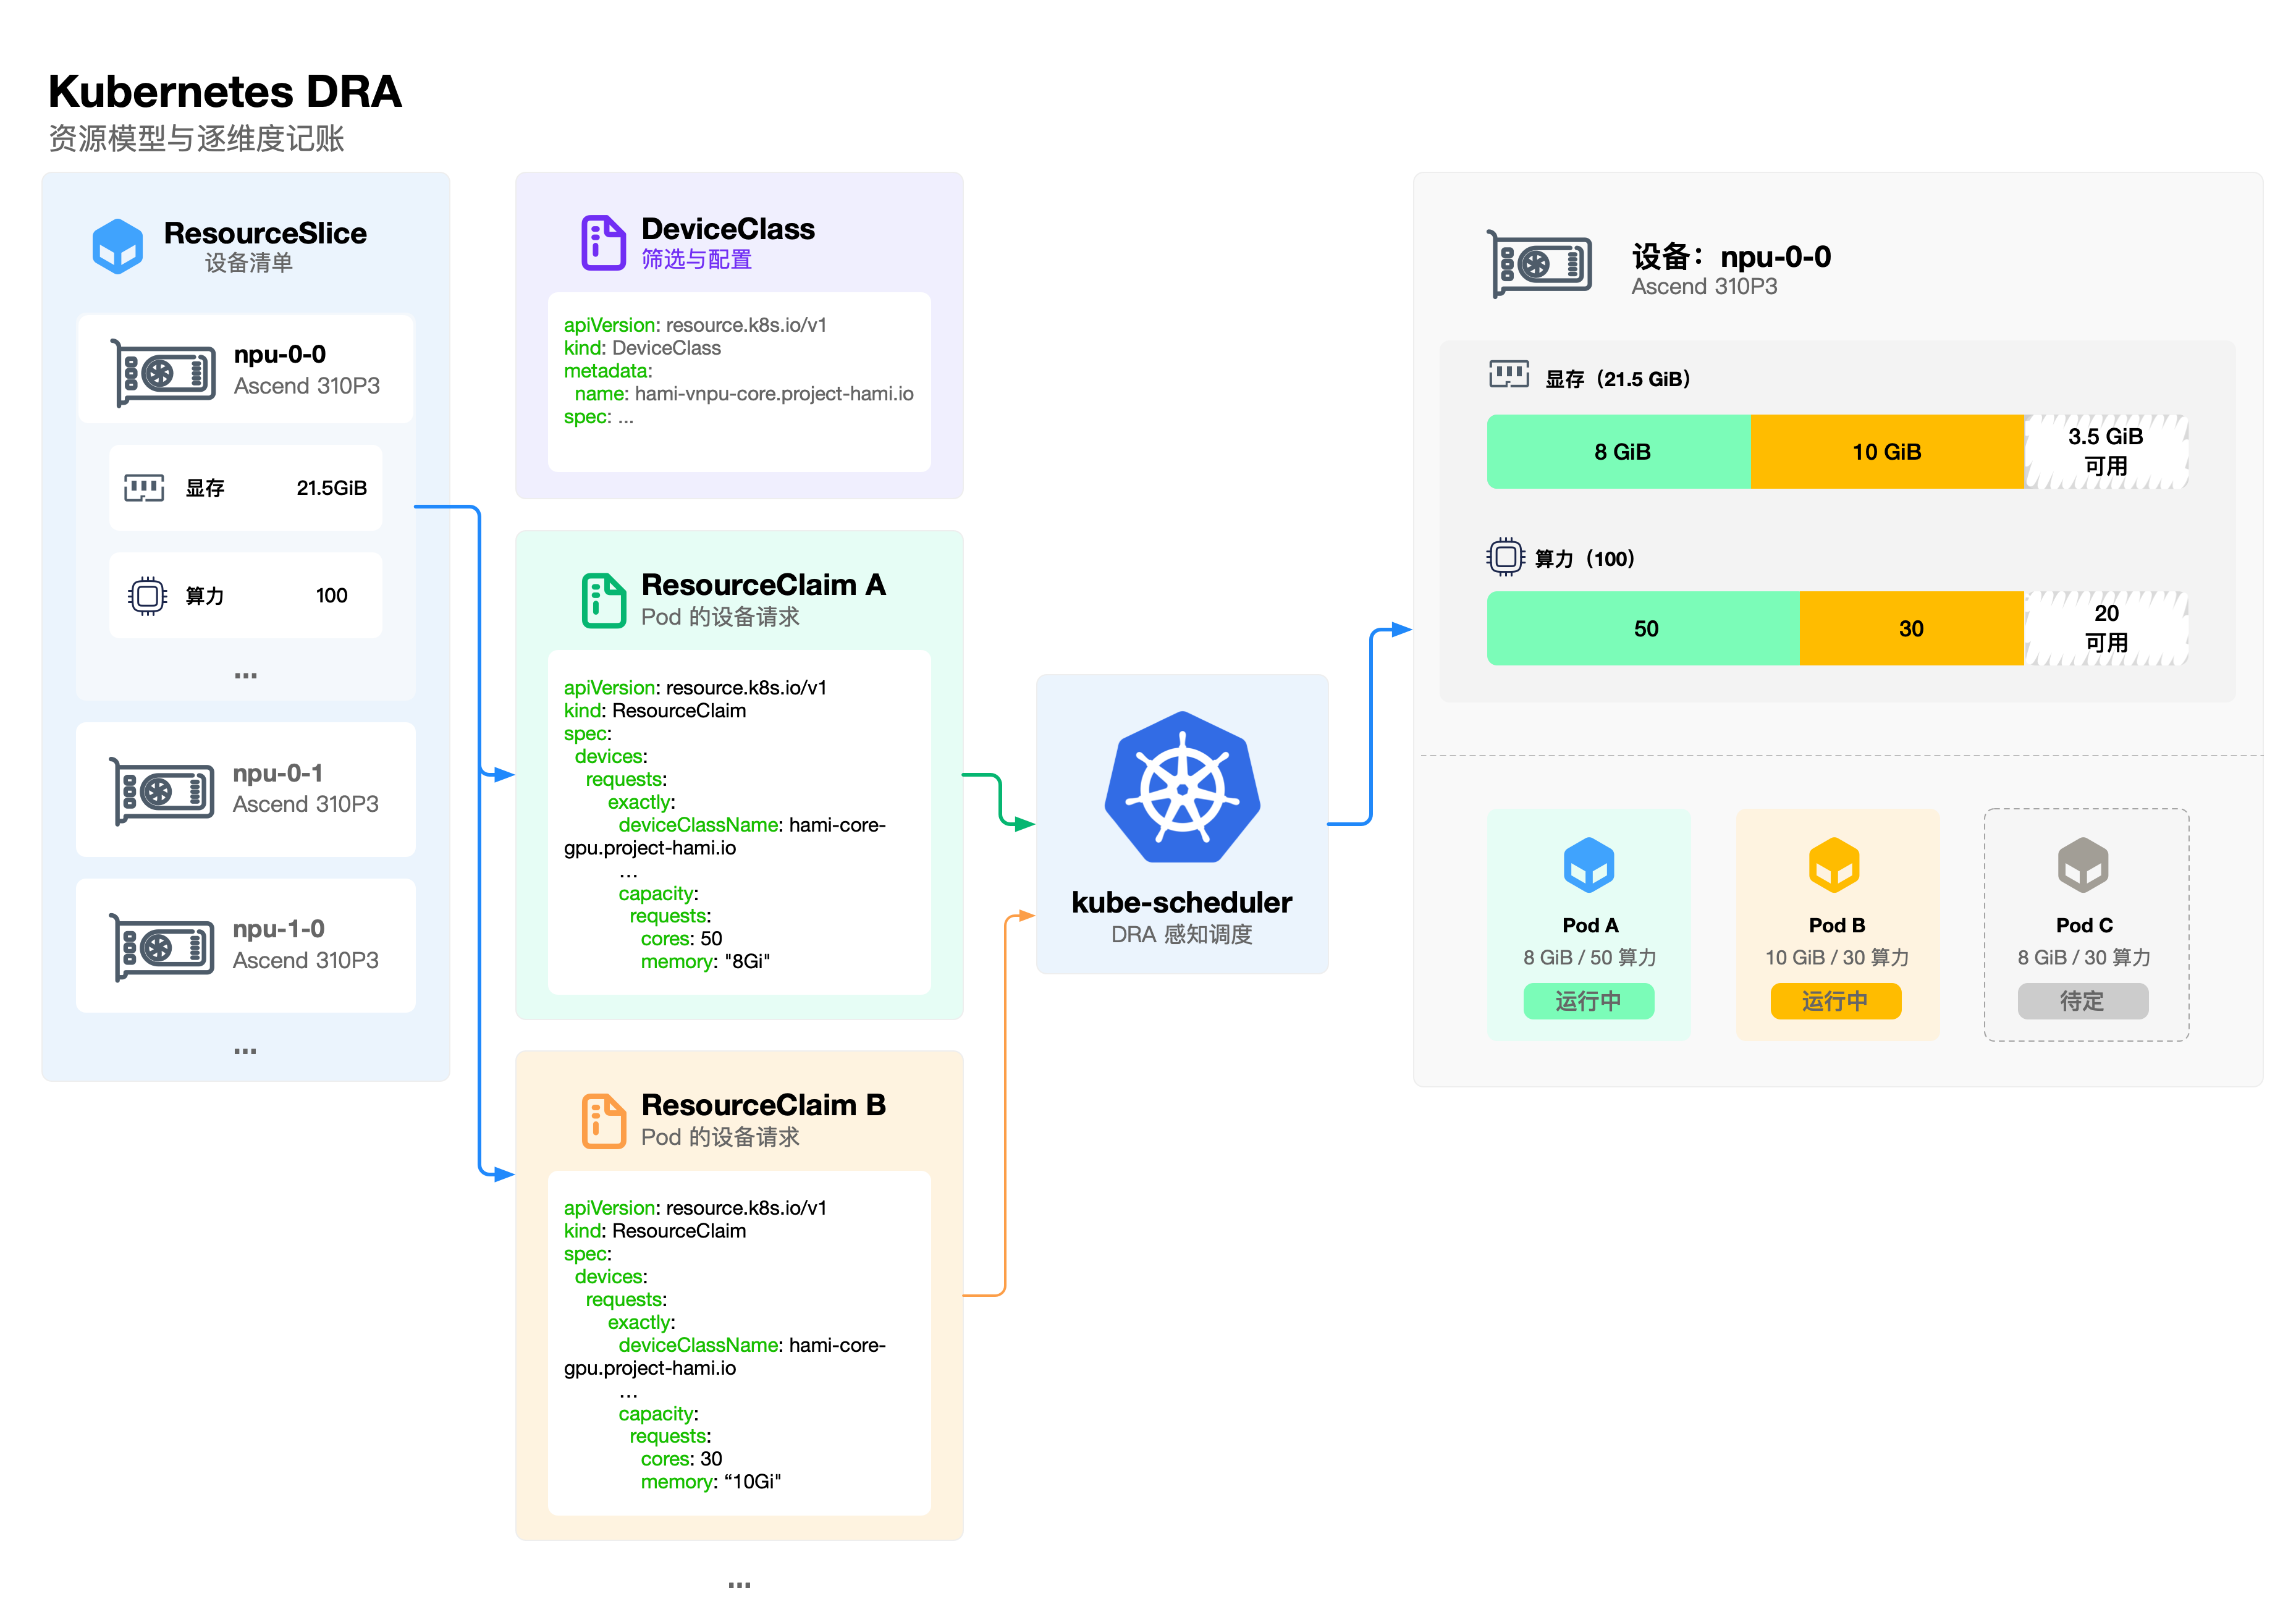 Kubernetes DRA
资源模型与逐维度记账
ResourceSlice
设备清单
npu-0-0
Ascend 310P3
显存 21.5GiB
算力 100
...
npu-0-1
Ascend 310P3
npu-1-0
Ascend 310P3
...
DeviceClass
筛选与配置
apiVersion: resource.k8s.io/v1
kind: DeviceClass
metadata:
  name: hami-vnpu-core.project-hami.io
spec: ...
ResourceClaim A
Pod 的设备请求
apiVersion: resource.k8s.io/v1
kind: ResourceClaim
spec:
  devices:
    requests:
        exactly:
          deviceClassName: hami-core-
gpu.project-hami.io
          ...
          capacity:
            requests:
              cores: 50
              memory: "8Gi"
ResourceClaim B
Pod 的设备请求
apiVersion: resource.k8s.io/v1
kind: ResourceClaim
spec:
  devices:
    requests:
        exactly:
          deviceClassName: hami-core-
gpu.project-hami.io
          ...
          capacity:
            requests:
              cores: 30
              memory: “10Gi"
...
kube-scheduler
DRA 感知调度
设备：npu-0-0
Ascend 310P3
显存（21.5 GiB）
8 GiB
10 GiB
3.5 GiB
可用
算力（100）
50
30
20
可用
Pod A
8 GiB / 50 算力
运行中
Pod B
10 GiB / 30 算力
运行中
Pod C
8 GiB / 30 算力
待定